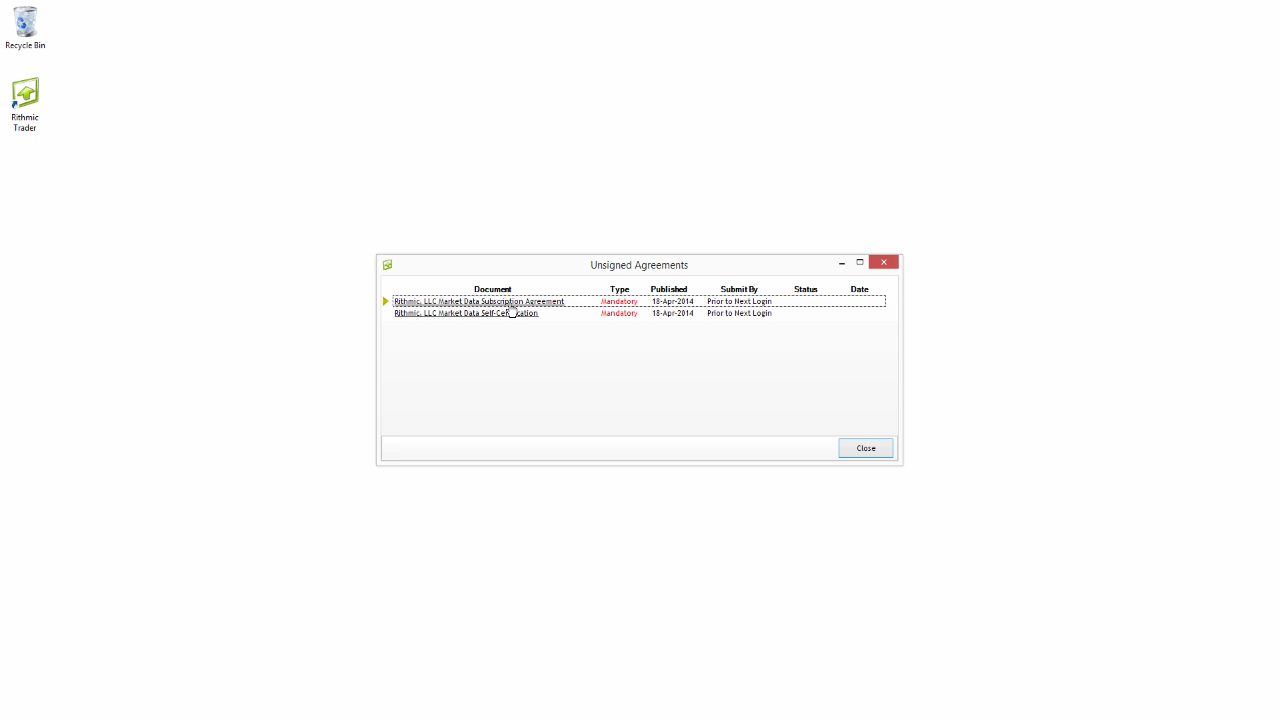 Recycle Bin
Rithmic
Trader
Unsigned Agreements
Document Type Published Submit By Status Date
Rithmic, LLC Market Data Subscription Agreement Mandatory 18-Apr-2014 Prior to Next Login
Rithmic, LLC Market Data Mandatory 18-Apr-2014 Prior to Next Login
Close